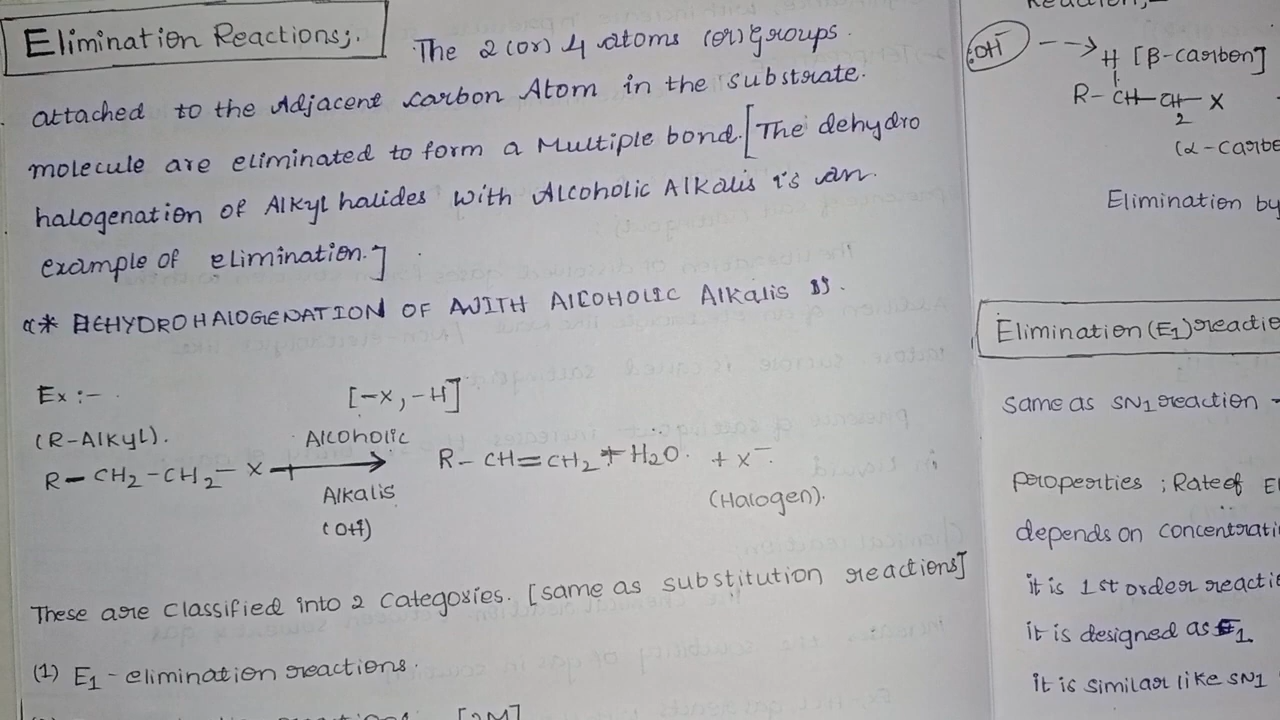 Elimination Reactions;. The 2 (or) 4 atoms (or) Groups.
attached to the Adjacent carbon Atom in the substrate.
molecule are eliminated to form a Multiple bond. [The dehydro
halogenation of Alkyl halides with Alcoholic Alkalis is an.
example of elimination.]
"* DEHYDROHALOGENATION OF WITH AlCOHOLIC Alkalis ".
Ex :-
[-X, -H]
(R-Alkyl). Alcoholic
R - CH2 - CH2 - X + → R - CH = CH2 + H2O. + X⁻.
Alkalis (Halogen).
(OH)
These are classified into 2 categories. [same as substitution reactions]
(1) E1 - elimination reactions.
[2M]
:OH⁻ --→ H [β-carbon]
R - CH - CH2 - X
(α-carbo
Elimination by
Elimination (E1) reactio
same as SN1 reaction -
Properties ; Rate of E
depends on concentrati
it is 1st order reactio
it is designed as E1.
it is similar like SN1